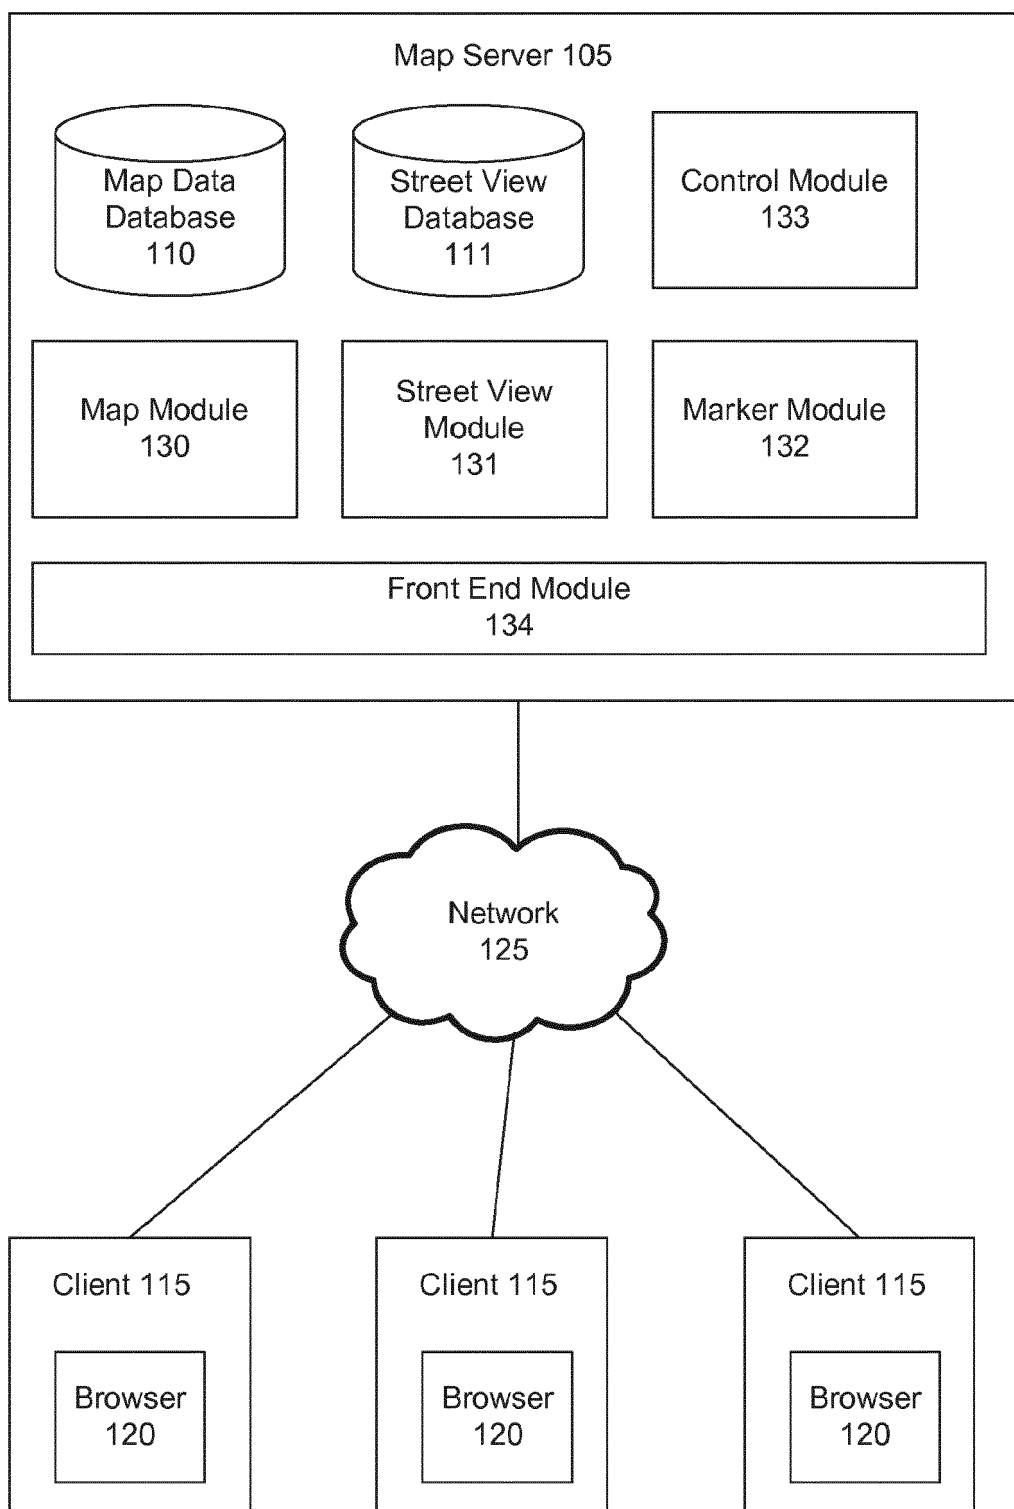 Map Server 105
Map Data
Database
110
Street View
Database
111
Control Module
133
Map Module
130
Street View
Module
131
Marker Module
132
Front End Module
134
Network
125
Client 115
Browser
120
Client 115
Browser
120
Client 115
Browser
120